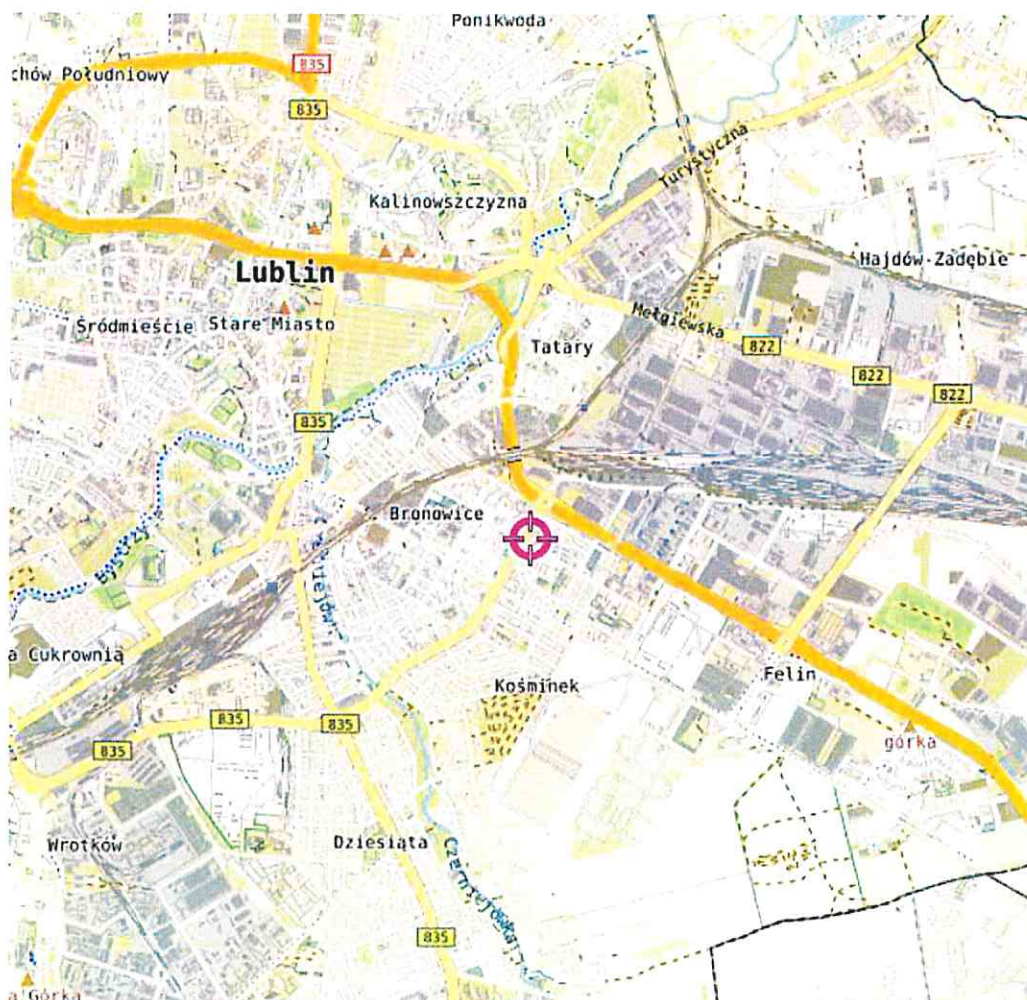 Ponikwoda
835
chów Południowy
835
Turystyczna
Kalinowszczyzna
Hajdów-Zadębie
Lublin
Mełgiewska
Śródmieście
Stare Miasto
Tatary
822
822
822
835
Bronowice
a Cukrownią
Felin
Kośminek
835
835
835
górka
Wrotków
Dziesiąta
Czerniejówka
835
a Górka